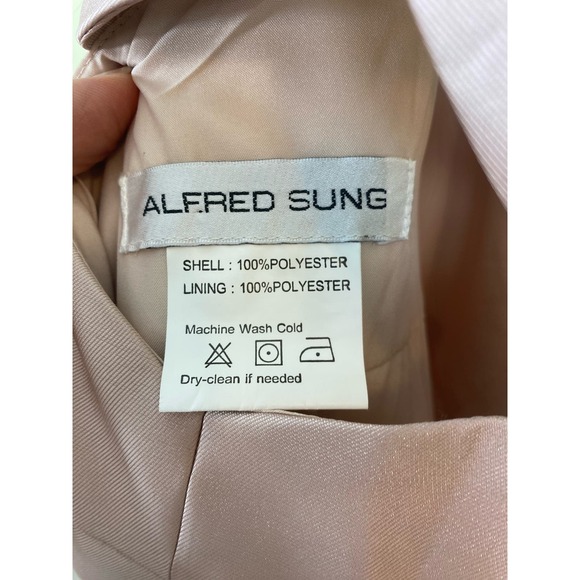 ALFRED SUNG
SHELL : 100%POLYESTER
LINING : 100%POLYESTER
Machine Wash Cold
Dry-clean if needed